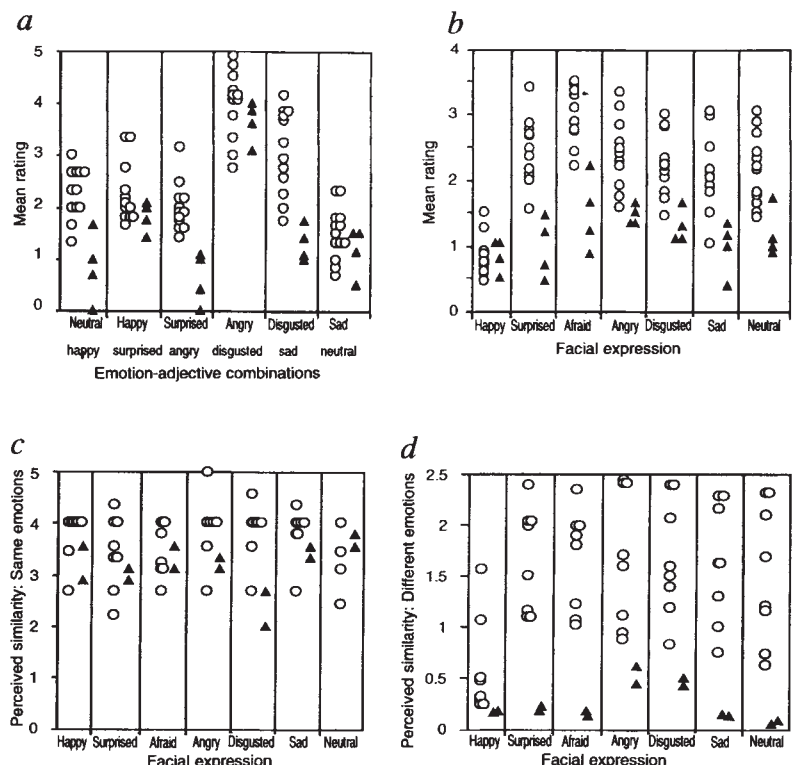 a
5
4
3
2
1
0
Mean rating
Neutral Happy Surprised Angry Disgusted Sad
happy surprised angry disgusted sad neutral
Emotion-adjective combinations
b
4
3
2
1
0
Mean rating
Happy Surprised Afraid Angry Disgusted Sad Neutral
Facial expression
c
5
4
3
2
1
0
Perceived similarity: Same emotions
Happy Surprised Afraid Angry Disgusted Sad Neutral
Facial expression
d
2.5
2
1.5
1
0.5
0
Perceived similarity: Different emotions
Happy Surprised Afraid Angry Disgusted Sad Neutral
Facial expression